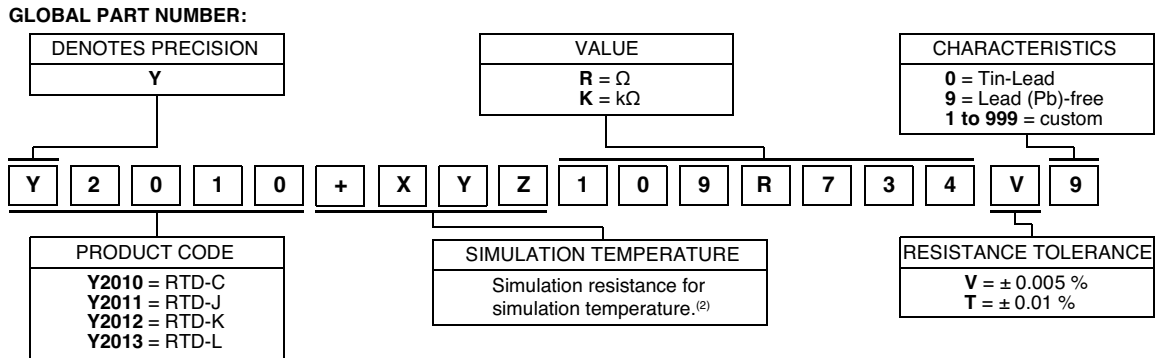 GLOBAL PART NUMBER:
DENOTES PRECISION
Y
VALUE
R = Ω
K = kΩ
CHARACTERISTICS
0 = Tin-Lead
9 = Lead (Pb)-free
1 to 999 = custom
Y 2 0 1 0 + X Y Z 1 0 9 R 7 3 4 V 9
PRODUCT CODE
Y2010 = RTD-C
Y2011 = RTD-J
Y2012 = RTD-K
Y2013 = RTD-L
SIMULATION TEMPERATURE
Simulation resistance for
simulation temperature.(2)
RESISTANCE TOLERANCE
V = ± 0.005 %
T = ± 0.01 %